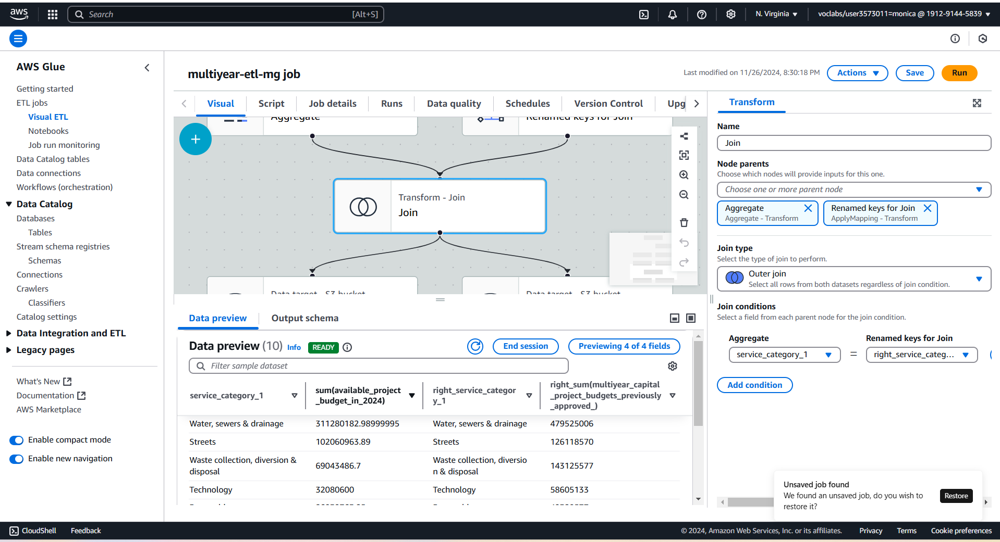 aws
Search
[Alt+S]
N. Virginia
voclabs/user3573011=monica @ 1912-9144-5839
AWS Glue
Getting started
ETL jobs
Visual ETL
Notebooks
Job run monitoring
Data Catalog tables
Data connections
Workflows (orchestration)
Data Catalog
Databases
Tables
Stream schema registries
Schemas
Connections
Crawlers
Classifiers
Catalog settings
Data Integration and ETL
Legacy pages
What's New
Documentation
AWS Marketplace
Enable compact mode
Enable new navigation
multiyear-etl-mg job
Last modified on 11/26/2024, 8:30:18 PM
Actions
Save
Run
Visual
Script
Job details
Runs
Data quality
Schedules
Version Control
Upg
Aggregate
Renamed keys for Join
Transform - Join
Join
Data target - S3 bucket
Data target - S3 bucket
Data preview
Output schema
Data preview (10) Info READY
End session
Previewing 4 of 4 fields
Filter sample dataset
service_category_1
sum(available_project
_budget_in_2024)
right_service_categor
y_1
right_sum(multiyear_capital
_project_budgets_previously
_approved_)
Water, sewers & drainage 311280182.98999995 Water, sewers & drainage 479525006
Streets 102060963.89 Streets 126118570
Waste collection, diversion &
disposal
69043486.7
Waste collection, diversio
n & disposal
143125577
Technology 32080600 Technology 58605133
Transform
Name
Join
Node parents
Choose which nodes will provide inputs for this one.
Choose one or more parent node
Aggregate
Aggregate - Transform
Renamed keys for Join
ApplyMapping - Transform
Join type
Select the type of join to perform.
Outer join
Select all rows from both datasets regardless of join condition.
Join conditions
Select a field from each parent node for the join condition.
Aggregate
Renamed keys for Join
service_category_1
=
right_service_categ...
Add condition
Unsaved job found
We found an unsaved job, do you wish to
restore it?
Restore
CloudShell
Feedback
© 2024, Amazon Web Services, Inc. or its affiliates.
Privacy
Terms
Cookie preferences